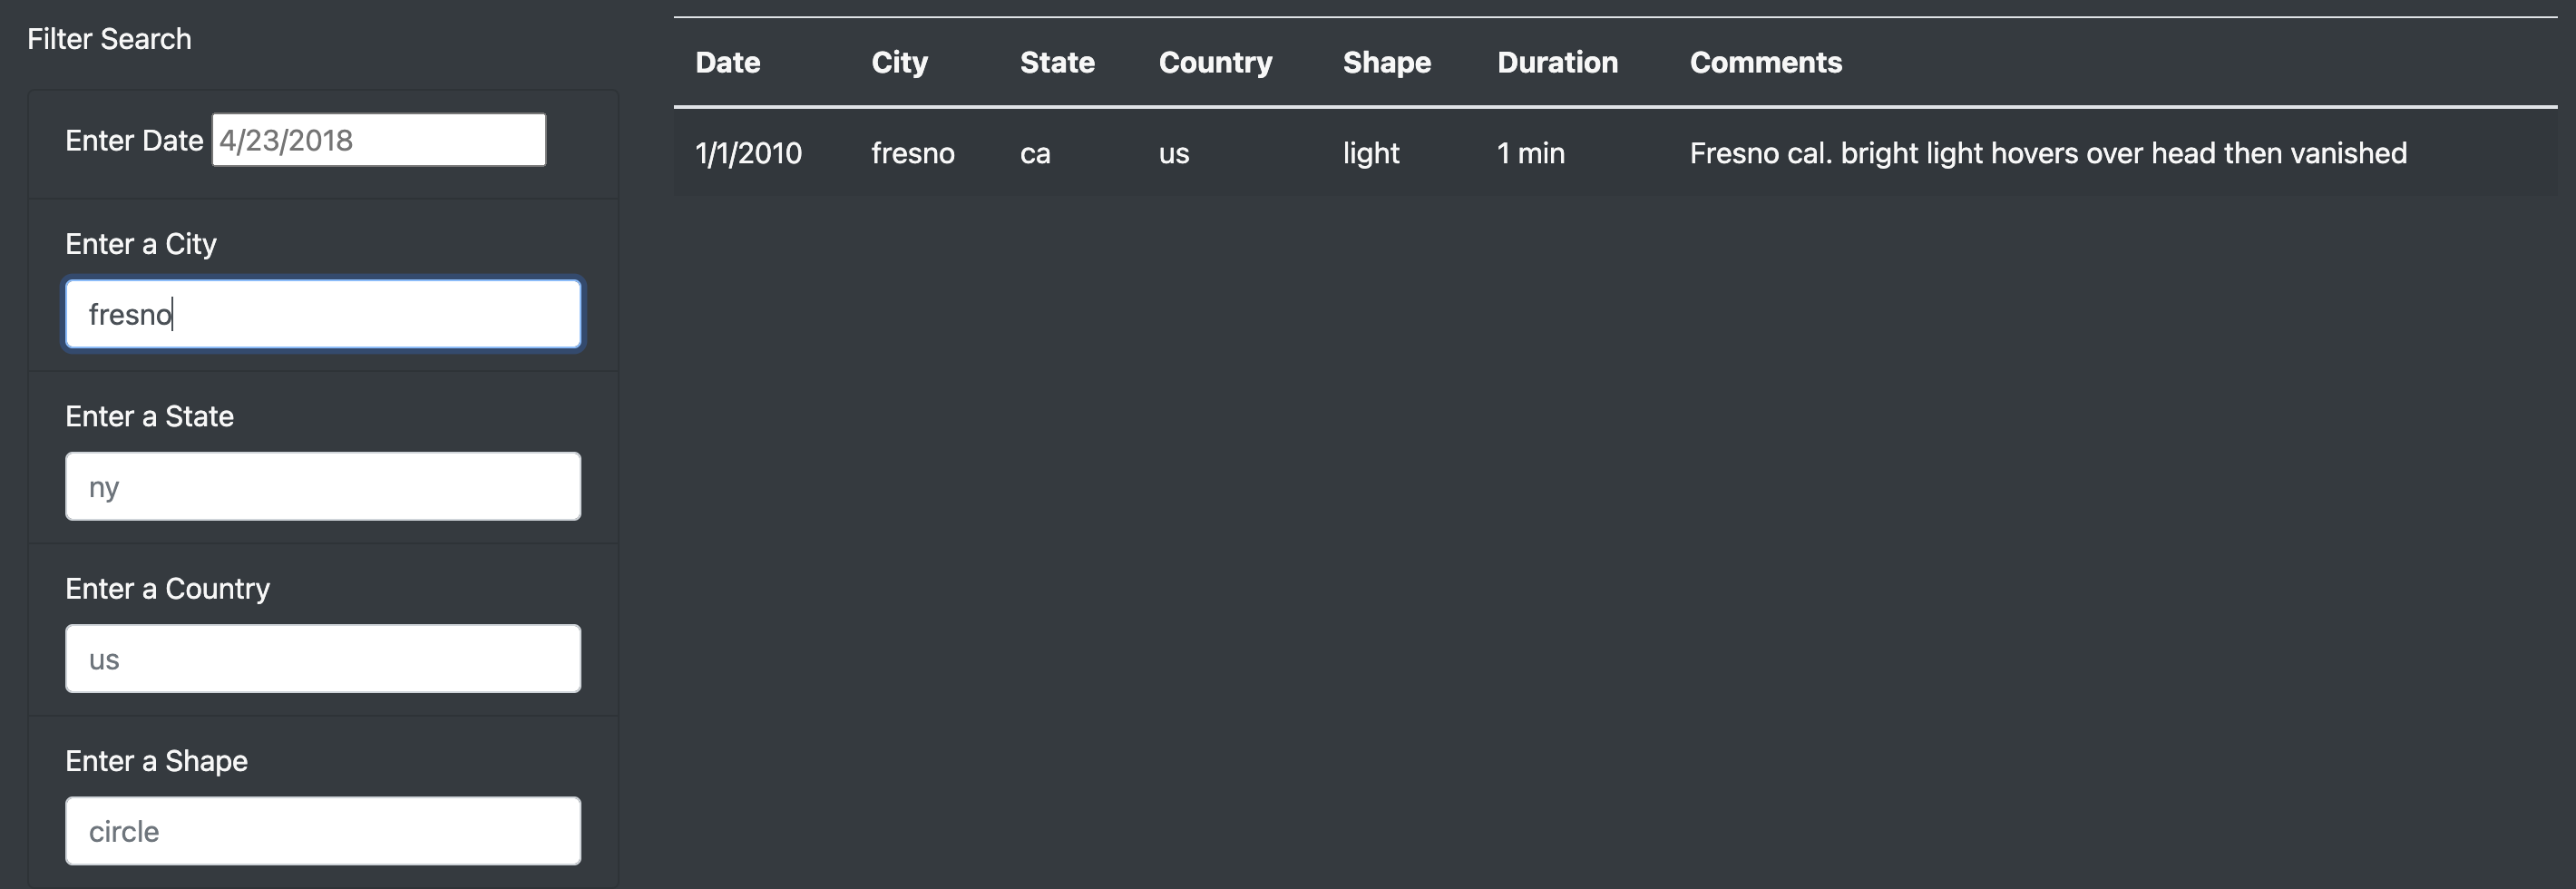 Filter Search
Enter Date 4/23/2018
Enter a City
fresno
Enter a State
ny
Enter a Country
us
Enter a Shape
circle
Date City State Country Shape Duration Comments
1/1/2010 fresno ca us light 1 min Fresno cal. bright light hovers over head then vanished